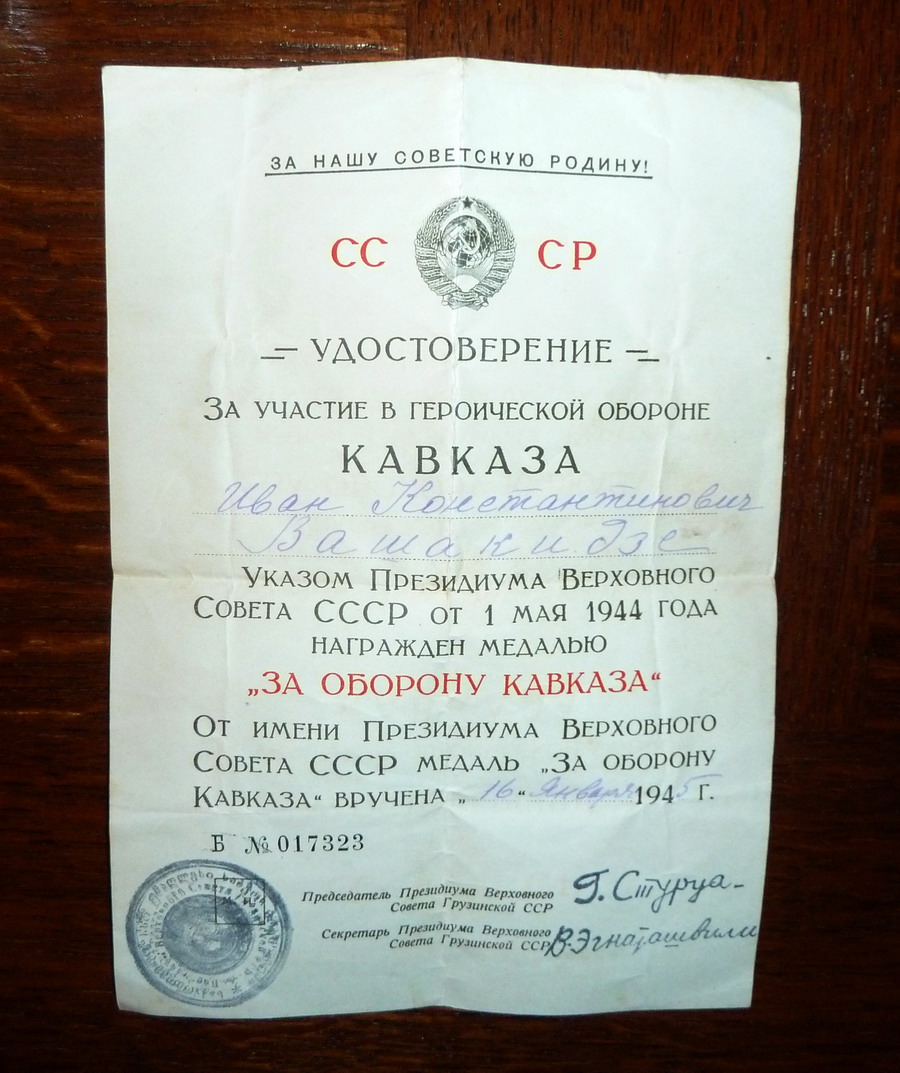 ЗА НАШУ СОВЕТСКУЮ РОДИНУ!
СС СР
УДОСТОВЕРЕНИЕ
ЗА УЧАСТИЕ В ГЕРОИЧЕСКОЙ ОБОРОНЕ
КАВКАЗА
Иван Константинович
Вашакидзе
УКАЗОМ ПРЕЗИДИУМА ВЕРХОВНОГО
СОВЕТА СССР ОТ 1 МАЯ 1944 ГОДА
НАГРАЖДЕН МЕДАЛЬЮ
„ЗА ОБОРОНУ КАВКАЗА“
ОТ ИМЕНИ ПРЕЗИДИУМА ВЕРХОВНОГО
СОВЕТА СССР МЕДАЛЬ „ЗА ОБОРОНУ
КАВКАЗА“ ВРУЧЕНА „16“ Января 1945 Г.
Б №017323
Председатель Президиума Верховного
Совета Грузинской ССР
Г. Стуруа
Секретарь Президиума Верховного
Совета Грузинской ССР
В. Эгнаташвили